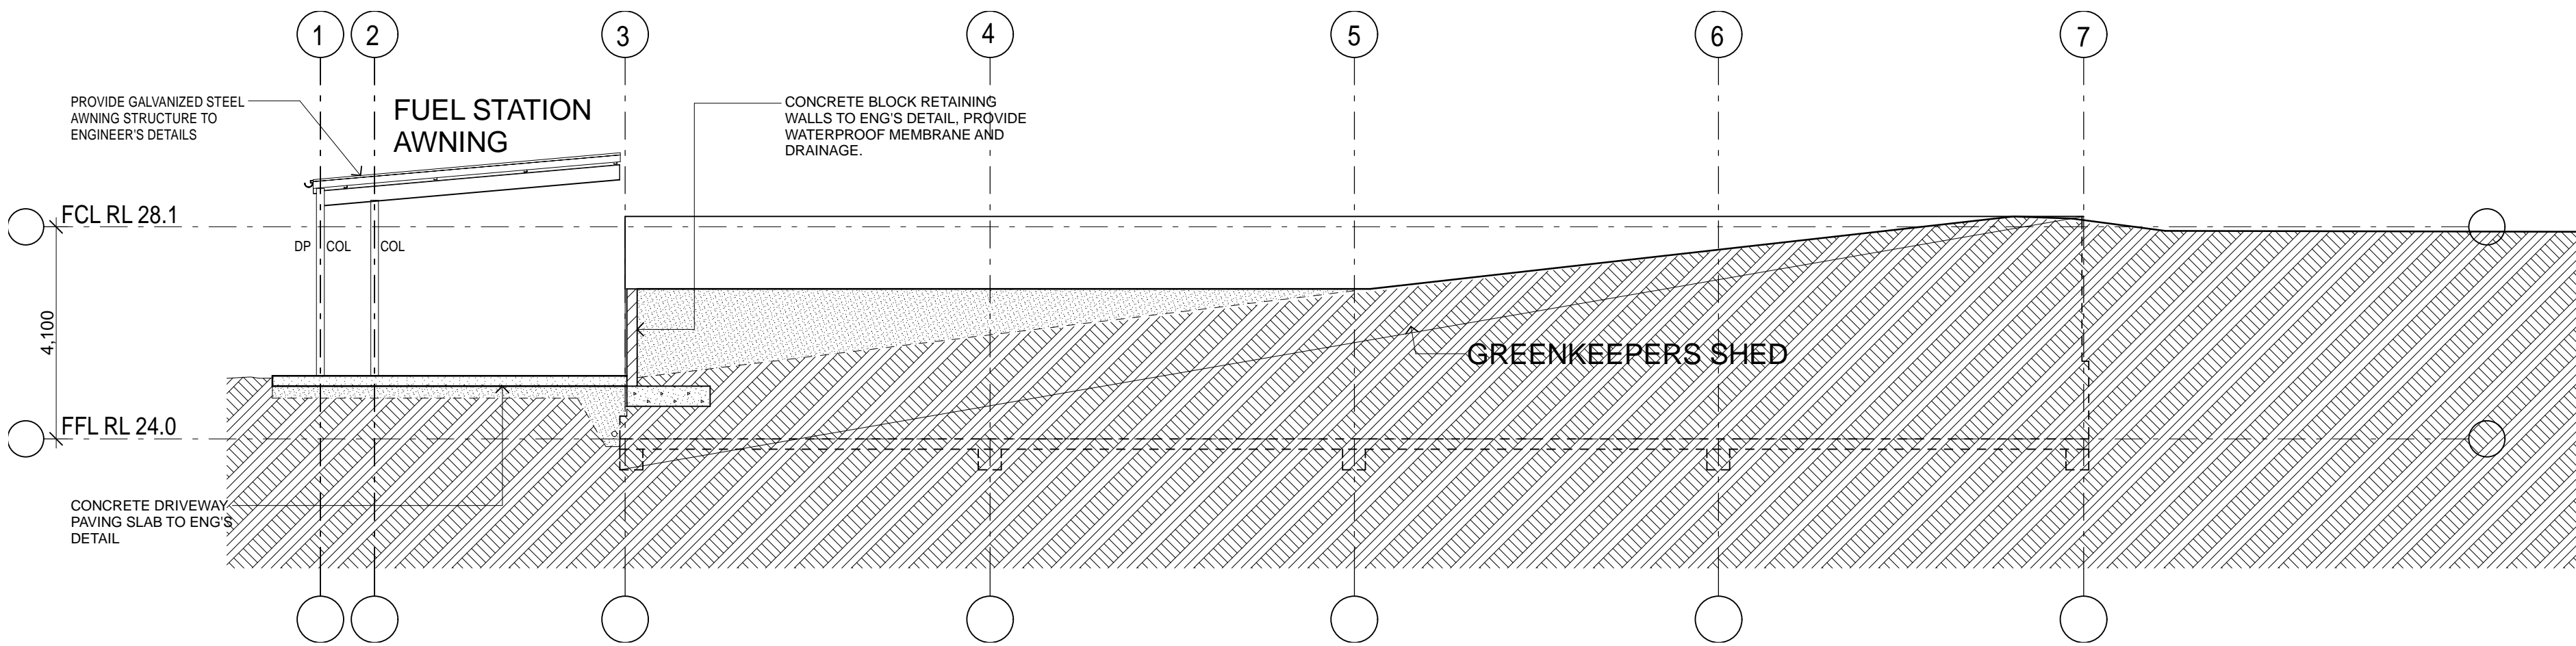 1
2
3
4
5
6
7
PROVIDE GALVANIZED STEEL
AWNING STRUCTURE TO
ENGINEER'S DETAILS
FUEL STATION
AWNING
CONCRETE BLOCK RETAINING
WALLS TO ENG'S DETAIL, PROVIDE
WATERPROOF MEMBRANE AND
DRAINAGE.
FCL RL 28.1
DP
COL
COL
4,100
GREENKEEPERS SHED
FFL RL 24.0
CONCRETE DRIVEWAY
PAVING SLAB TO ENG'S
DETAIL